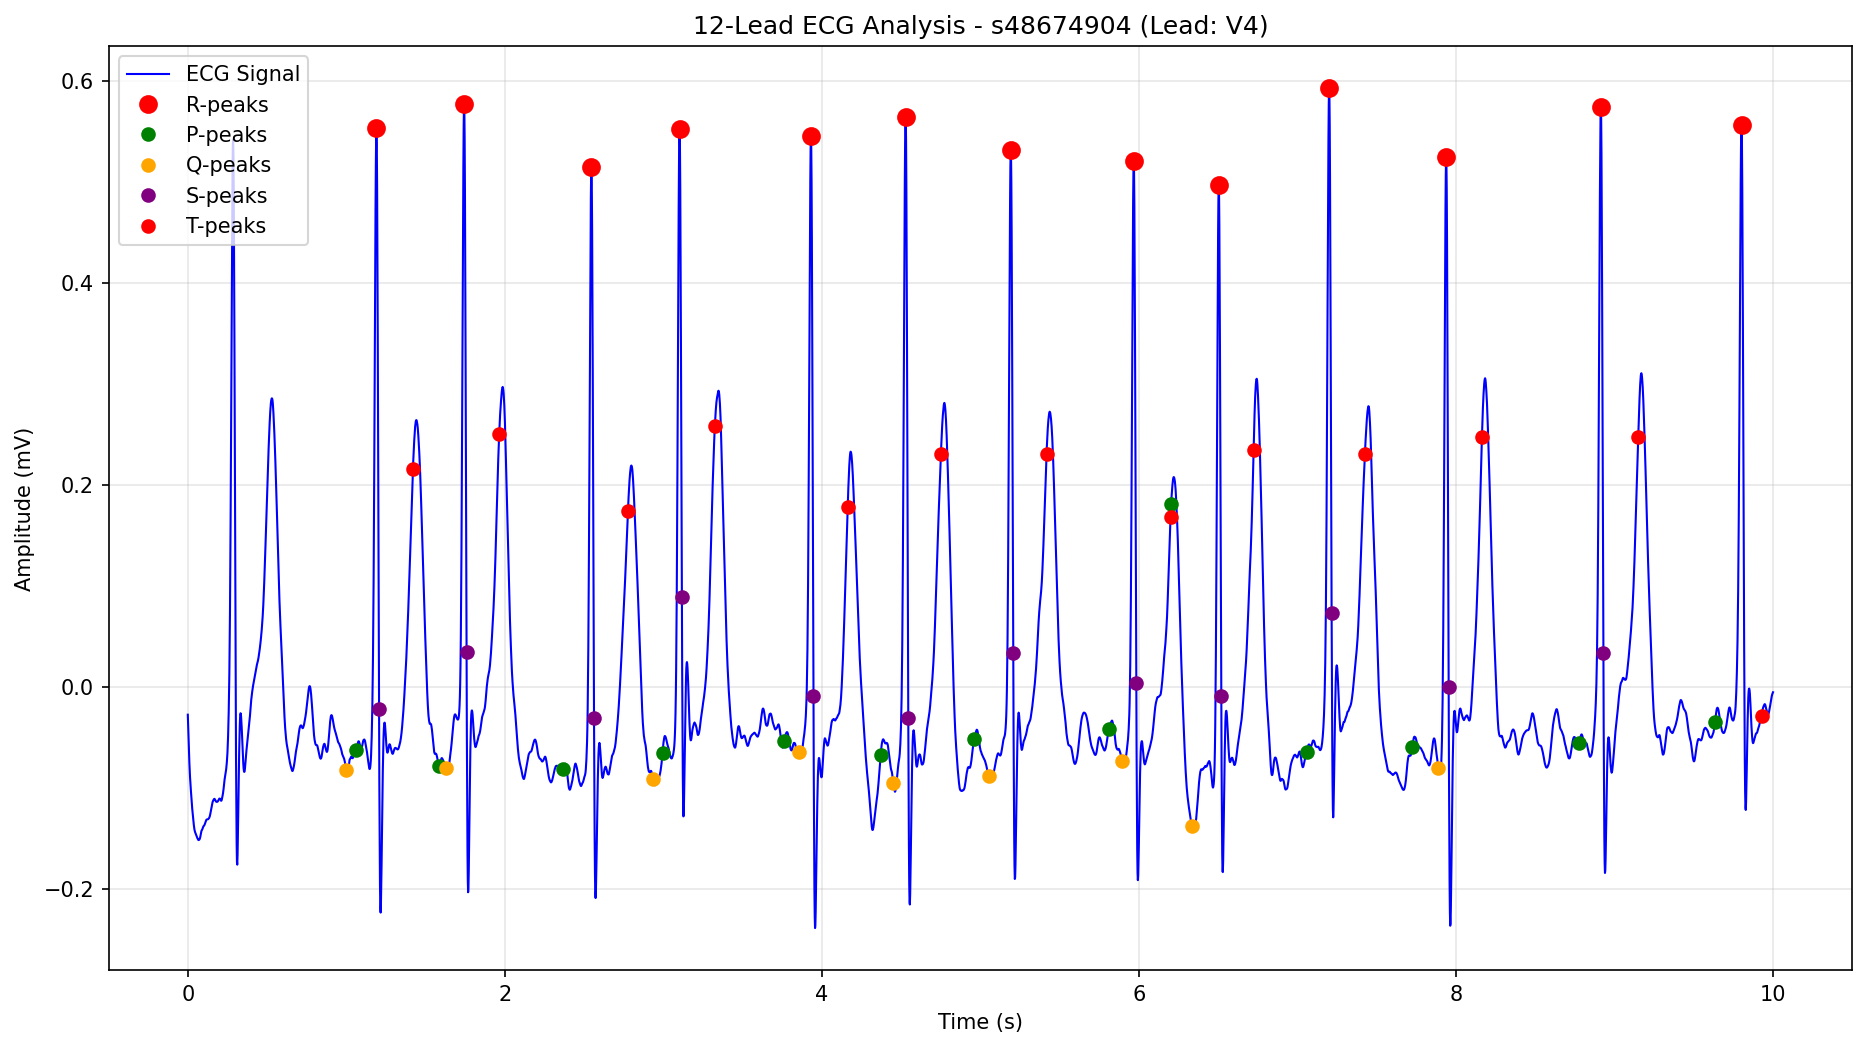 12-Lead ECG Analysis - s48674904 (Lead: V4)
ECG Signal
R-peaks
P-peaks
Q-peaks
S-peaks
T-peaks
Amplitude (mV)
0.6
0.4
0.2
0.0
−0.2
0 2 4 6 8 10
Time (s)